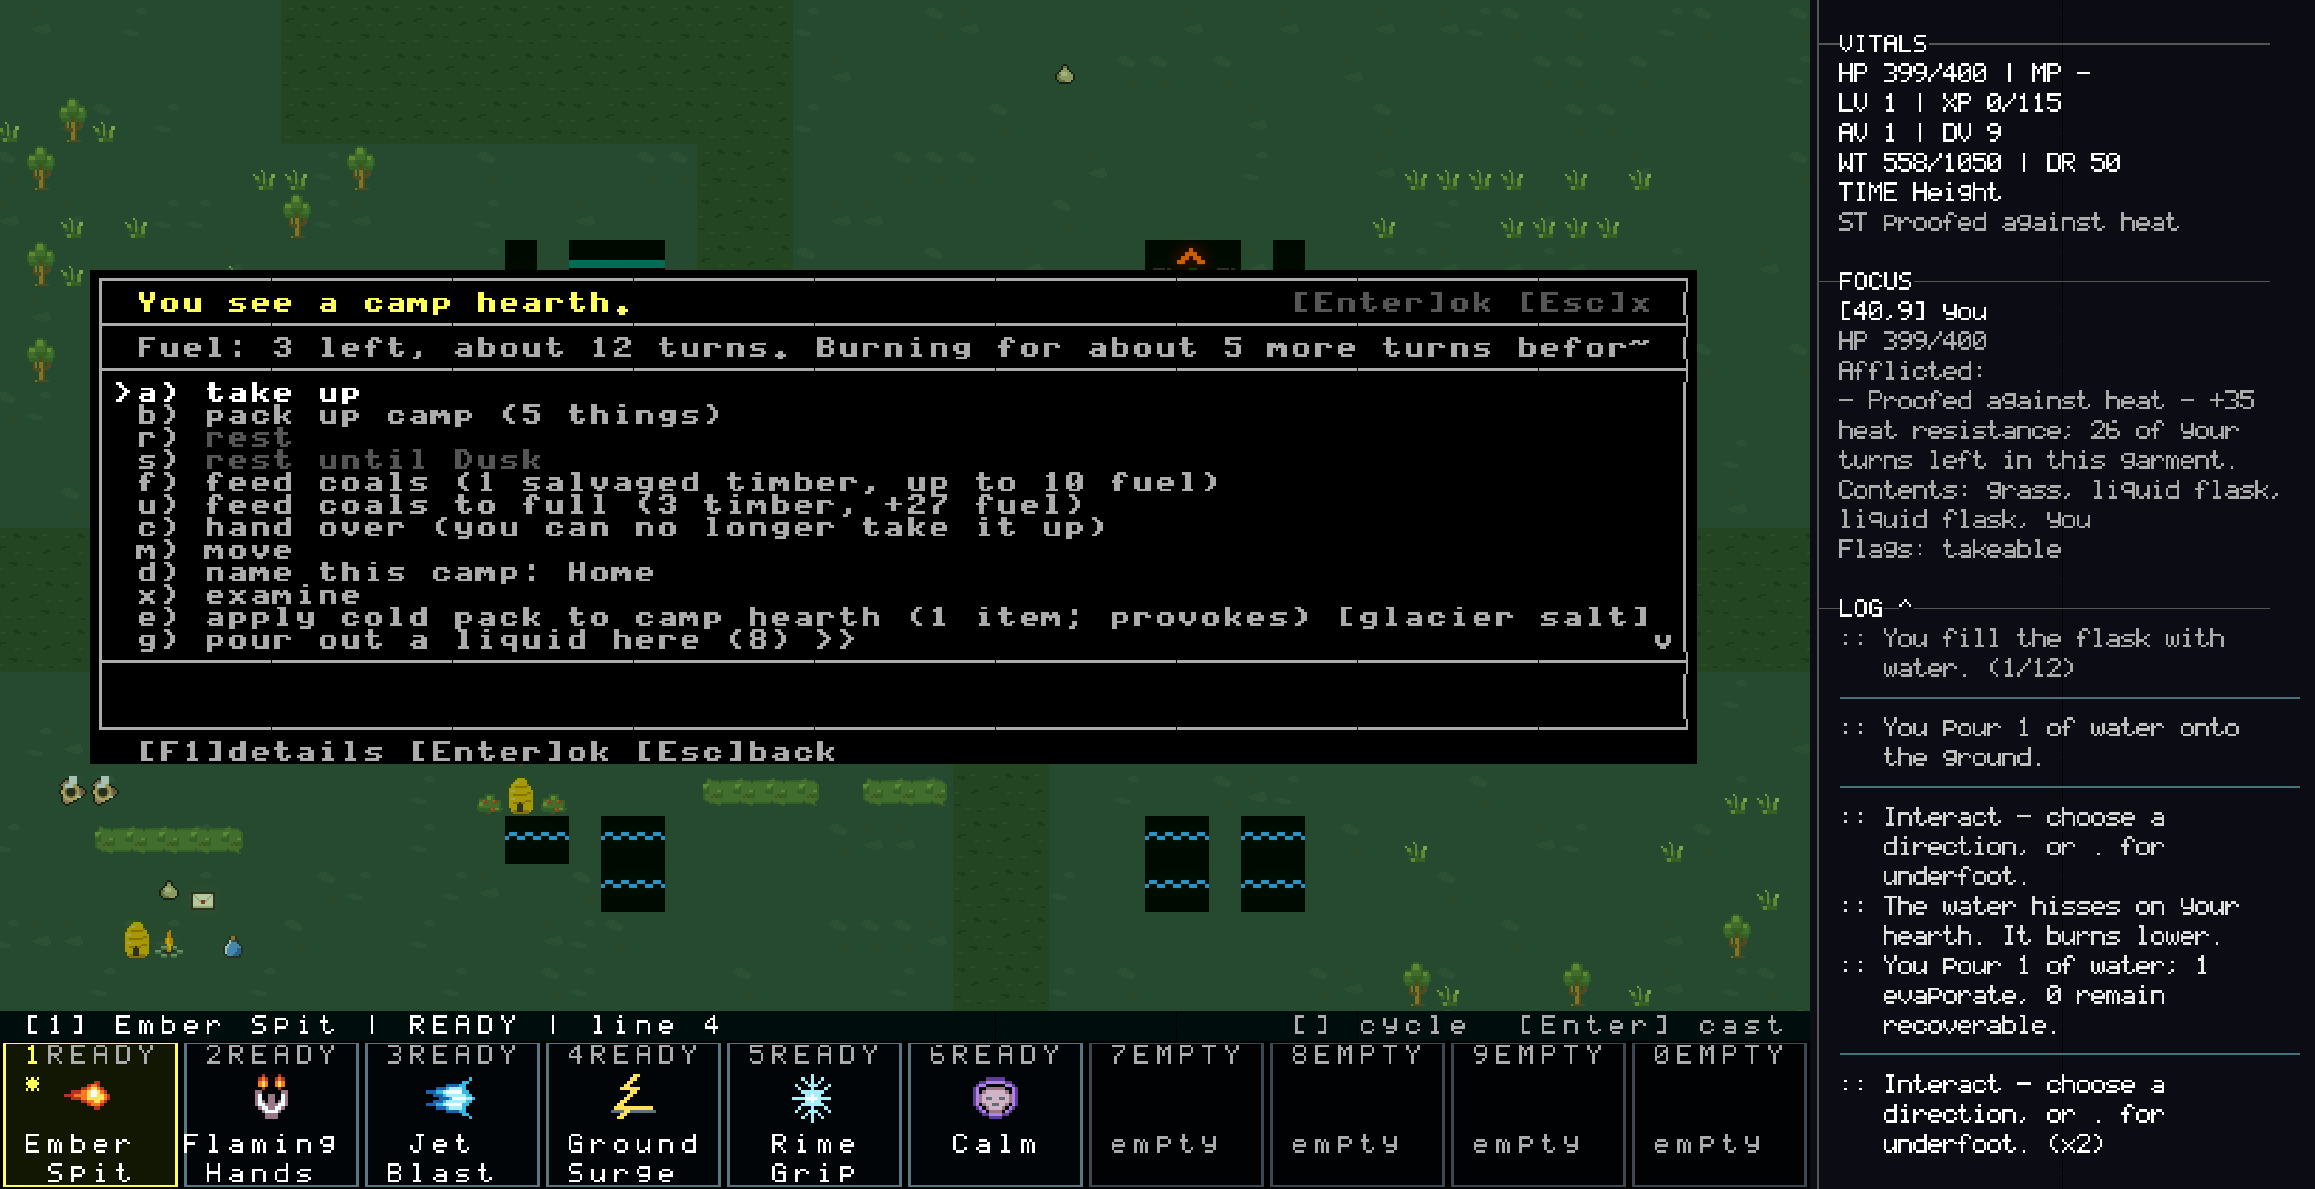 You see a camp hearth. [Enter]ok [Esc]x
Fuel: 3 left, about 12 turns. Burning for about 5 more turns befor~
>a) take up
b) pack up camp (5 things)
r) rest
s) rest until Dusk
f) feed coals (1 salvaged timber, up to 10 fuel)
u) feed coals to full (3 timber, +27 fuel)
c) hand over (you can no longer take it up)
m) move
d) name this camp: Home
x) examine
e) apply cold pack to camp hearth (1 item; provokes) [glacier salt]
g) pour out a liquid here (8) >>
v
[F1]details [Enter]ok [Esc]back
[1] Ember Spit | READY | line 4
[] cycle [Enter] cast
1READY
*
Ember
Spit
2READY
Flaming
Hands
3READY
Jet
Blast
4READY
Ground
Surge
5READY
Rime
Grip
6READY
Calm
7EMPTY
empty
8EMPTY
empty
9EMPTY
empty
0EMPTY
empty
VITALS
HP 399/400 | MP -
LV 1 | XP 0/115
AV 1 | DV 9
WT 558/1050 | DR 50
TIME Height
ST Proofed against heat
FOCUS
[40,9] You
HP 399/400
Afflicted:
- Proofed against heat - +35
heat resistance; 26 of your
turns left in this garment.
Contents: grass, liquid flask,
liquid flask, you
Flags: takeable
LOG ^
:: You fill the flask with
water. (1/12)
:: You pour 1 of water onto
the ground.
:: Interact - choose a
direction, or . for
underfoot.
:: The water hisses on your
hearth. It burns lower.
:: You pour 1 of water; 1
evaporate, 0 remain
recoverable.
:: Interact - choose a
direction, or . for
underfoot. (x2)